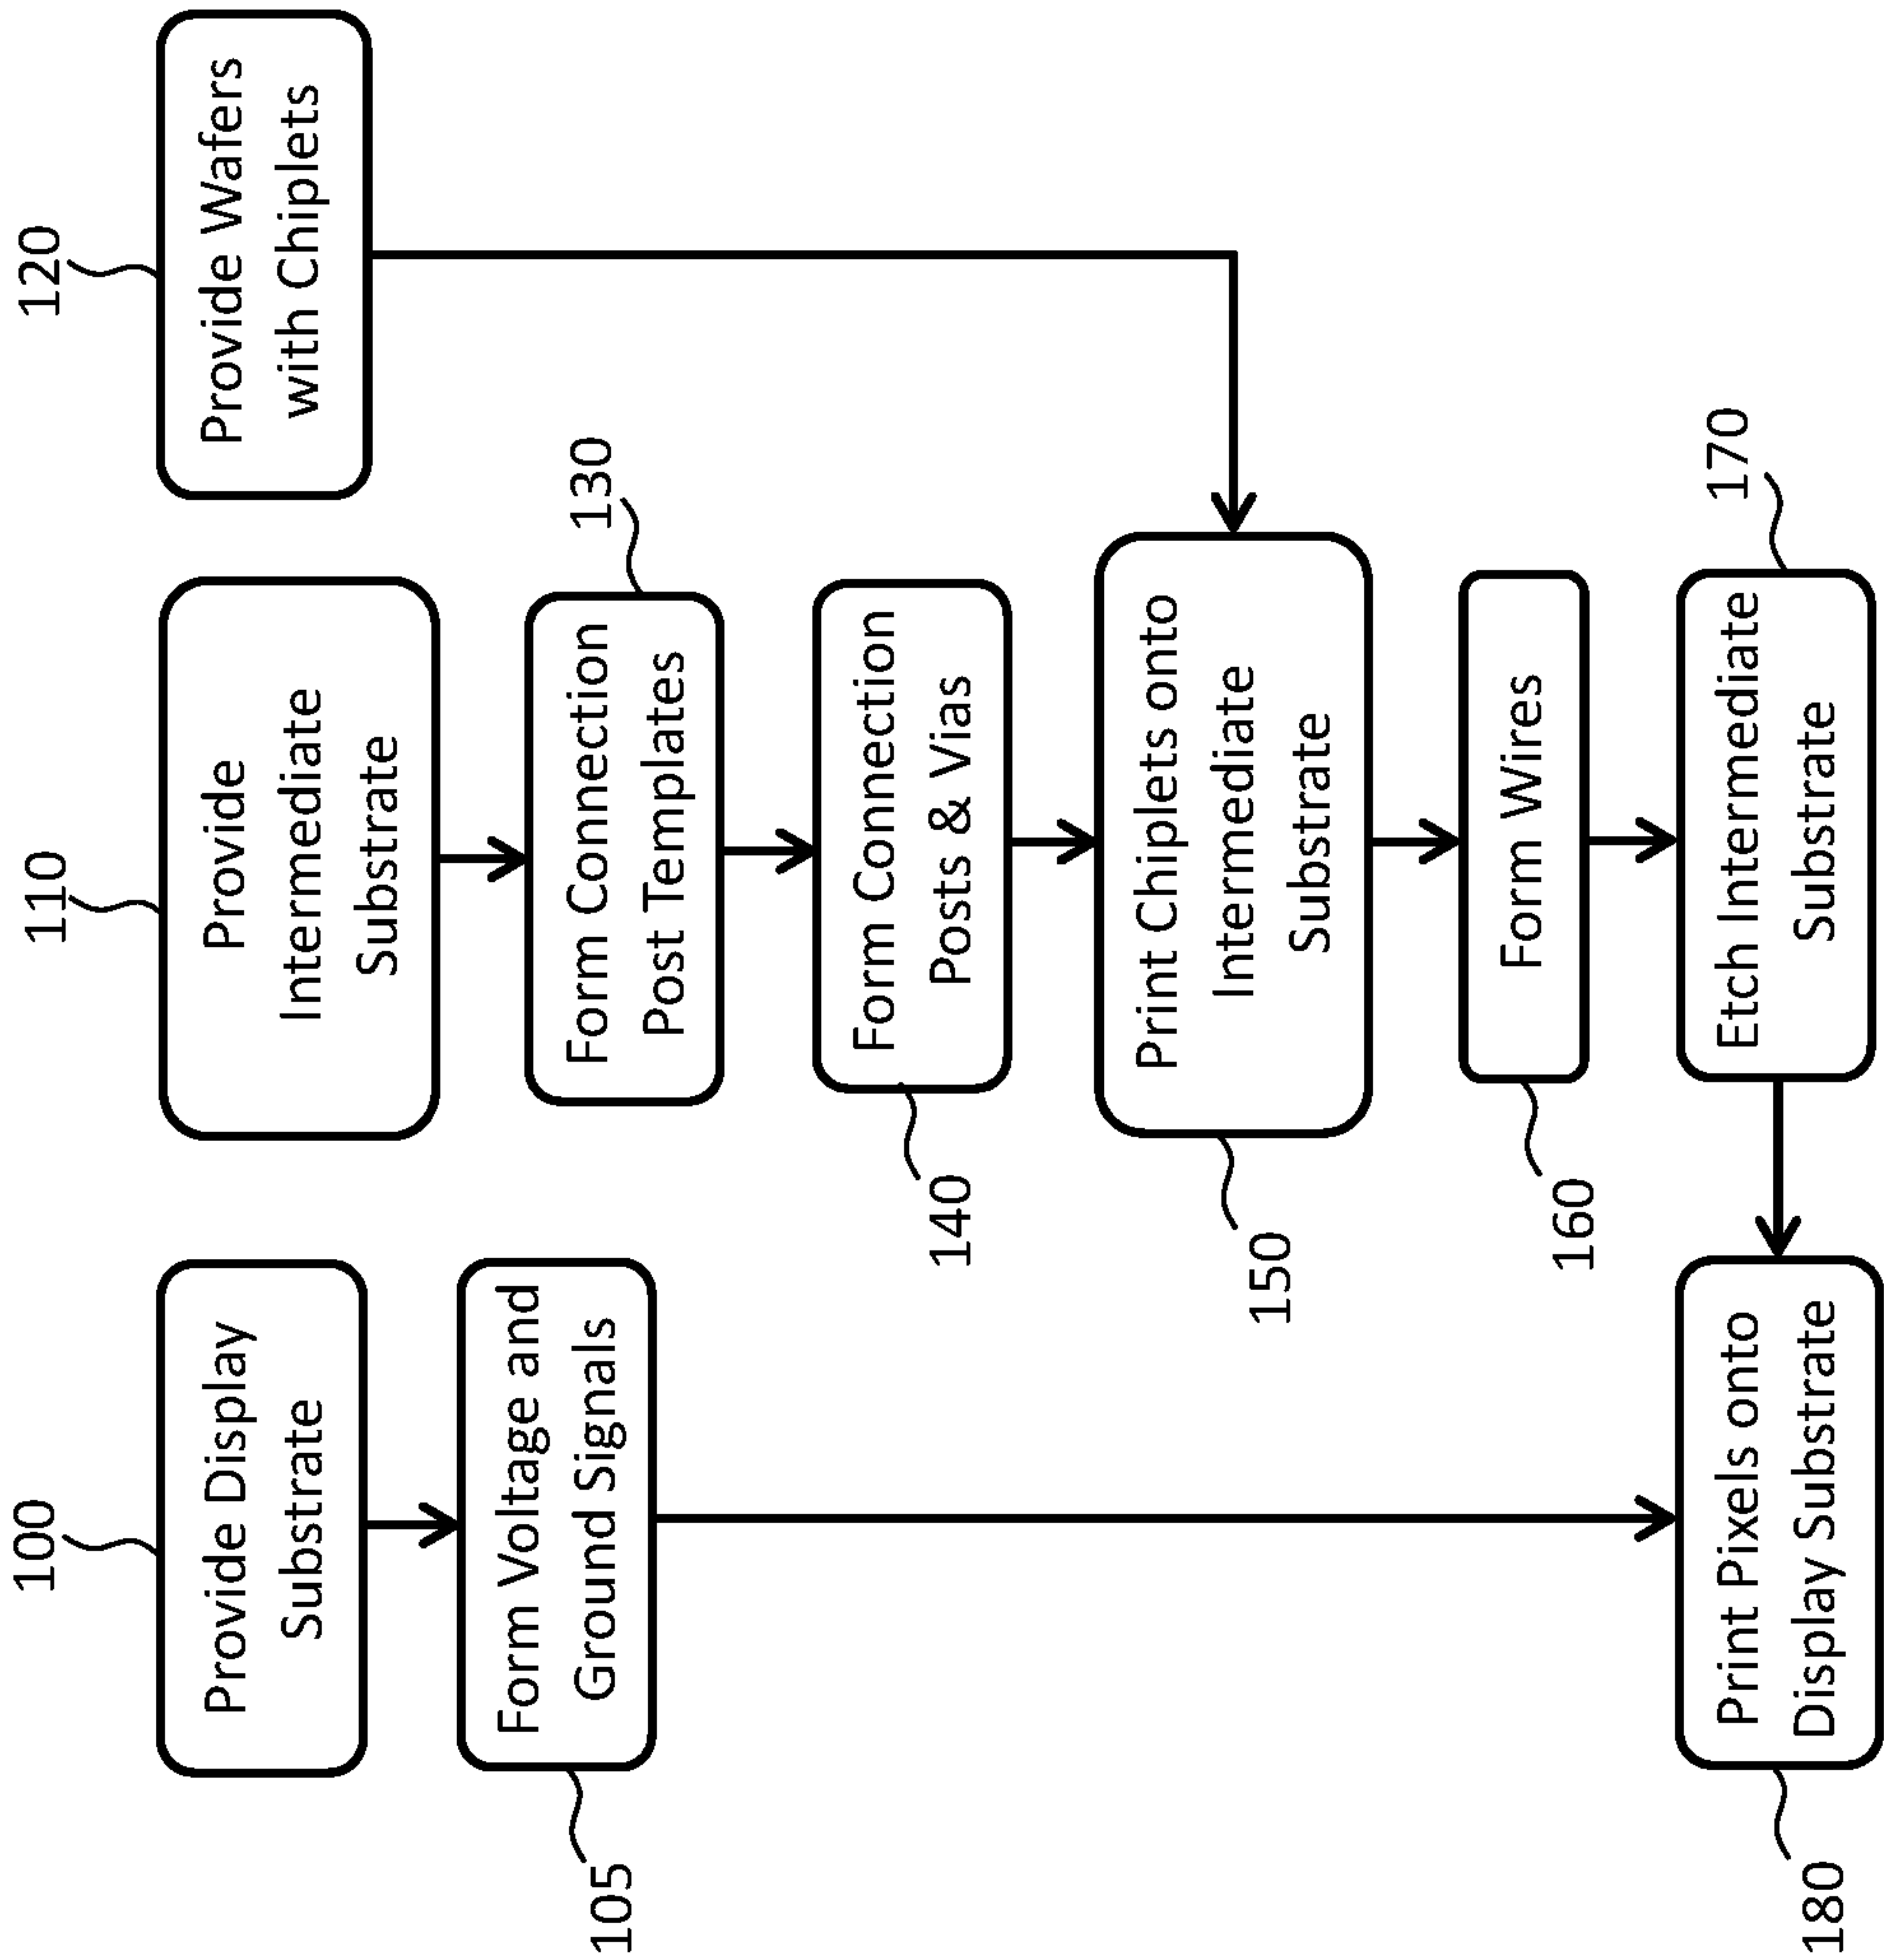 100
Provide Display
Substrate
110
Provide
Intermediate
Substrate
120
Provide Wafers
with Chiplets
105
Form Voltage and
Ground Signals
130
Form Connection
Post Templates
140
Form Connection
Posts & Vias
150
Print Chiplets onto
Intermediate
Substrate
160
Form Wires
170
Etch Intermediate
Substrate
180
Print Pixels onto
Display Substrate